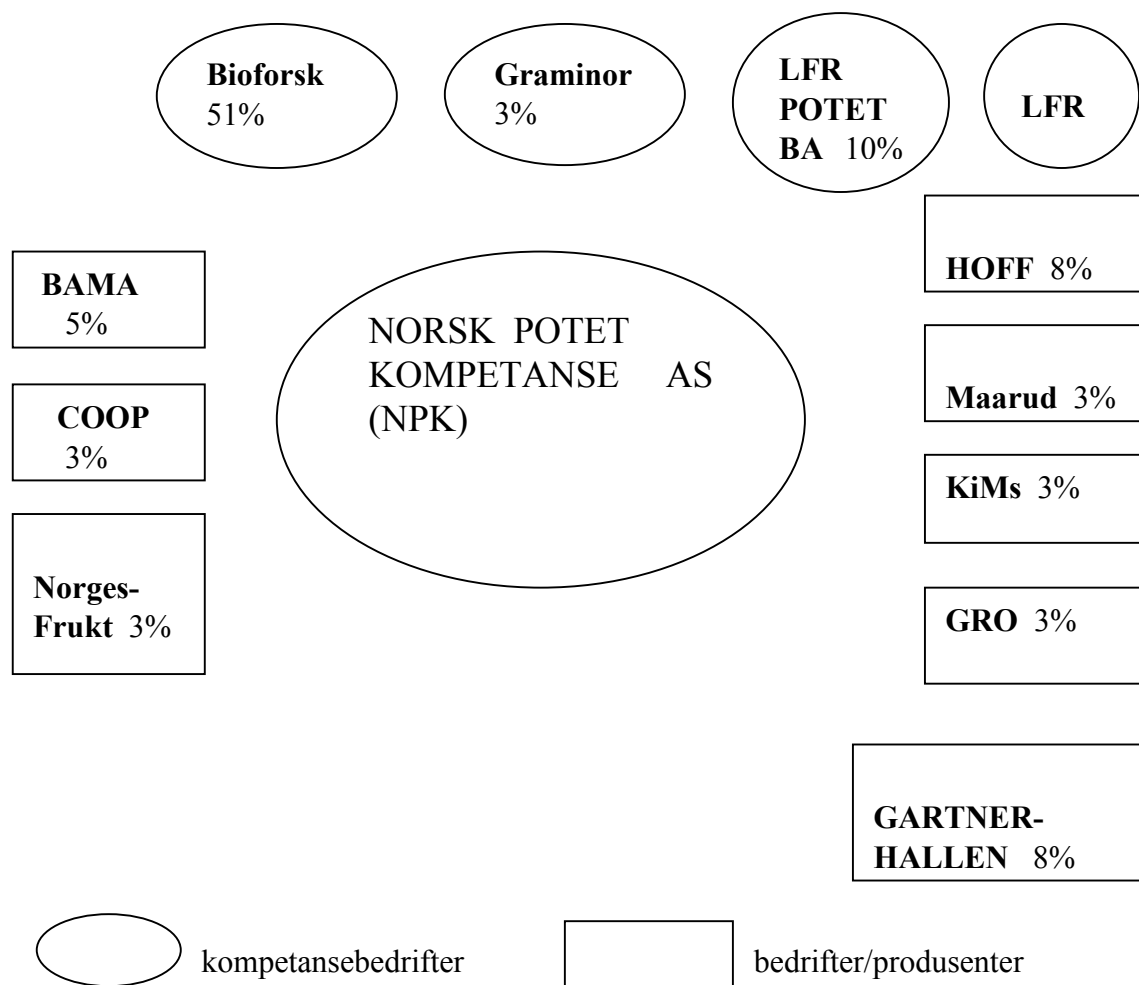 Bioforsk
51%
Graminor
3%
LFR
POTET
BA 10%
LFR
HOFF 8%
BAMA
5%
NORSK POTET
KOMPETANSE AS
(NPK)
Maarud 3%
COOP
3%
KiMs 3%
Norges-
Frukt 3%
GRO 3%
GARTNER-
HALLEN 8%
kompetansebedrifter
bedrifter/produsenter